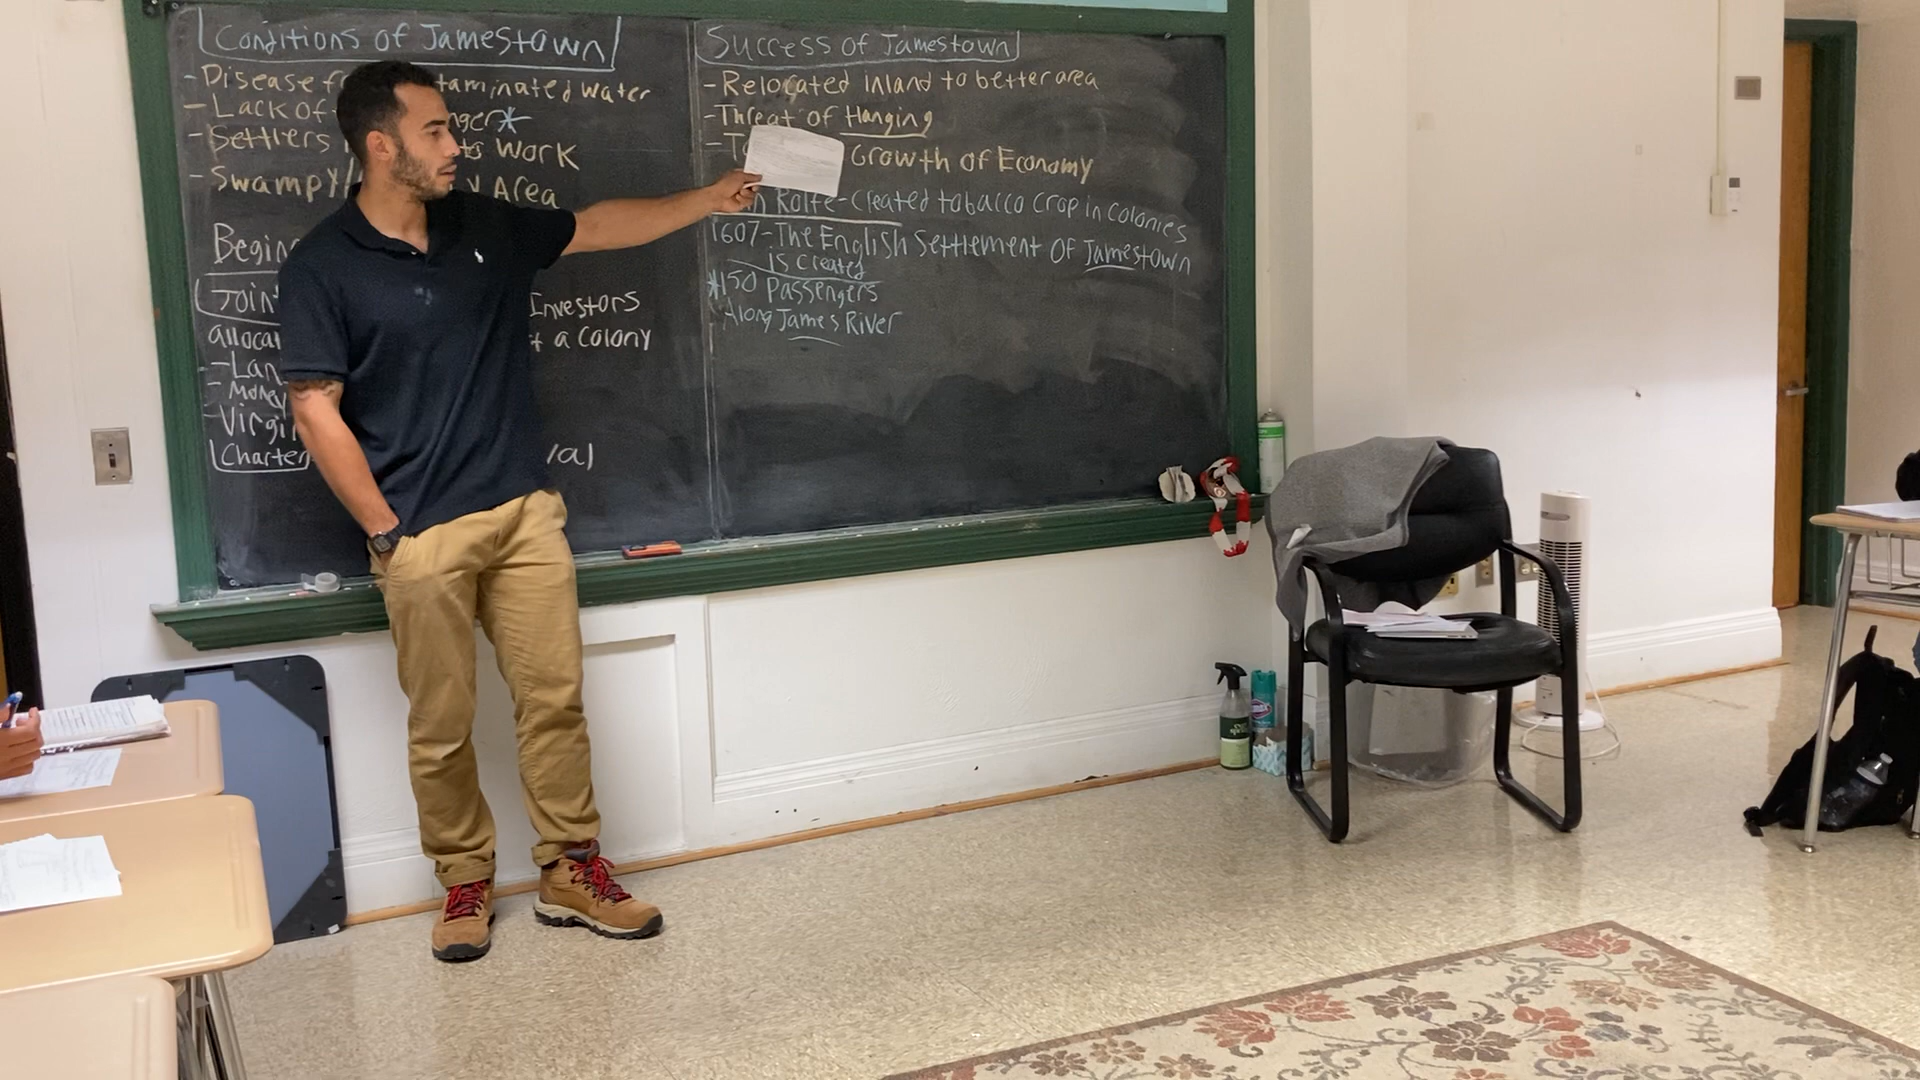 Conditions of Jamestown
-Disease f taminated water
-Lack of nger*
-Settlers to work
-Swampy/ y Area
Begin
Joint Investors
allocat a Colony
-Lan
-Money
-Virgi
Charter /a)
Success of Jamestown
-Relocated inland to better area
-Threat of Hanging
-T Growth of Economy
n Rolfe-created tobacco crop in colonies
1607-The English Settlement of Jamestown
is created
*150 Passengers
Along James River